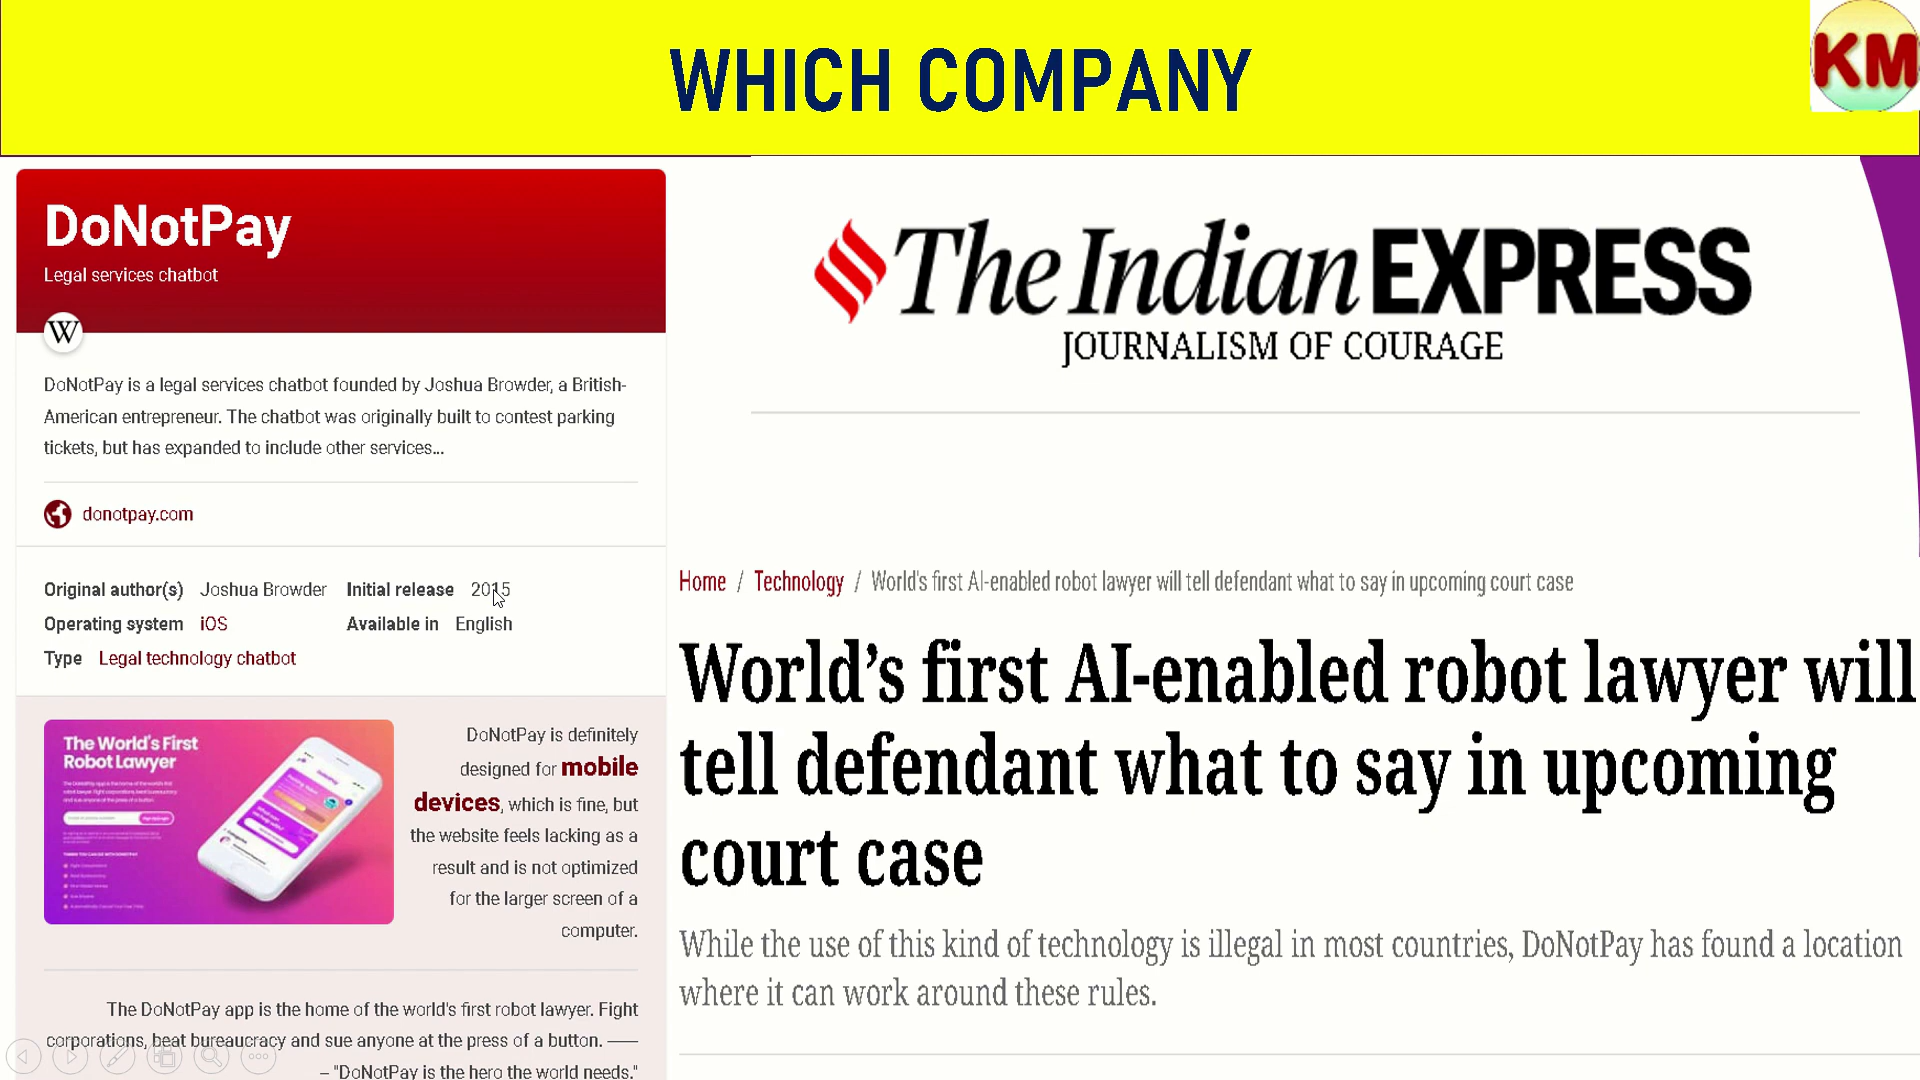 WHICH COMPANY
KM
DoNotPay
Legal services chatbot
W
DoNotPay is a legal services chatbot founded by Joshua Browder, a British-
American entrepreneur. The chatbot was originally built to contest parking
tickets, but has expanded to include other services...
donotpay.com
Original author(s) Joshua Browder Initial release 2015
Operating system iOS Available in English
Type Legal technology chatbot
The World's First
Robot Lawyer
DoNotPay is definitely
designed for mobile
devices, which is fine, but
the website feels lacking as a
result and is not optimized
for the larger screen of a
computer.
The DoNotPay app is the home of the world's first robot lawyer. Fight
corporations, beat bureaucracy and sue anyone at the press of a button. ——
– "DoNotPay is the hero the world needs."
The Indian EXPRESS
JOURNALISM OF COURAGE
Home / Technology / World's first AI-enabled robot lawyer will tell defendant what to say in upcoming court case
World’s first AI-enabled robot lawyer will
tell defendant what to say in upcoming
court case
While the use of this kind of technology is illegal in most countries, DoNotPay has found a location
where it can work around these rules.